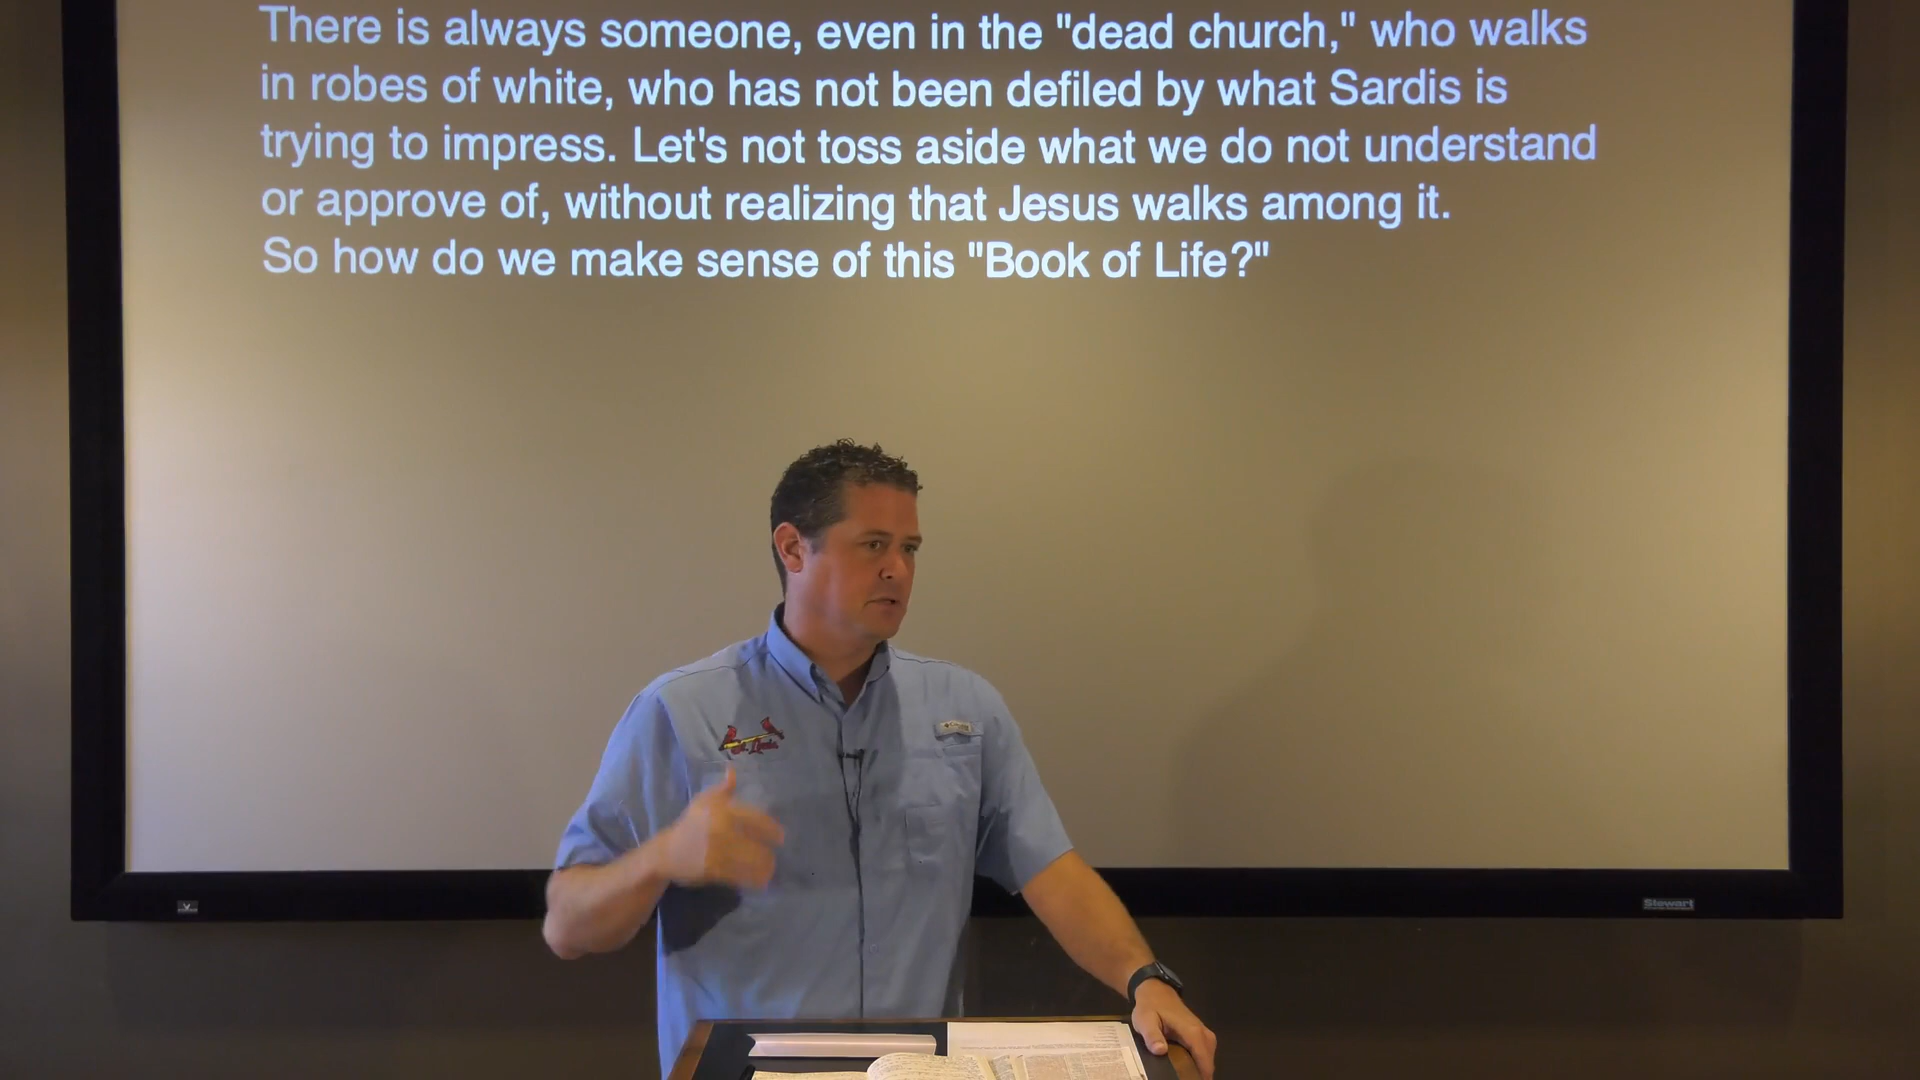 There is always someone, even in the "dead church," who walks
in robes of white, who has not been defiled by what Sardis is
trying to impress. Let's not toss aside what we do not understand
or approve of, without realizing that Jesus walks among it.
So how do we make sense of this "Book of Life?"
St. Louis
Stewart